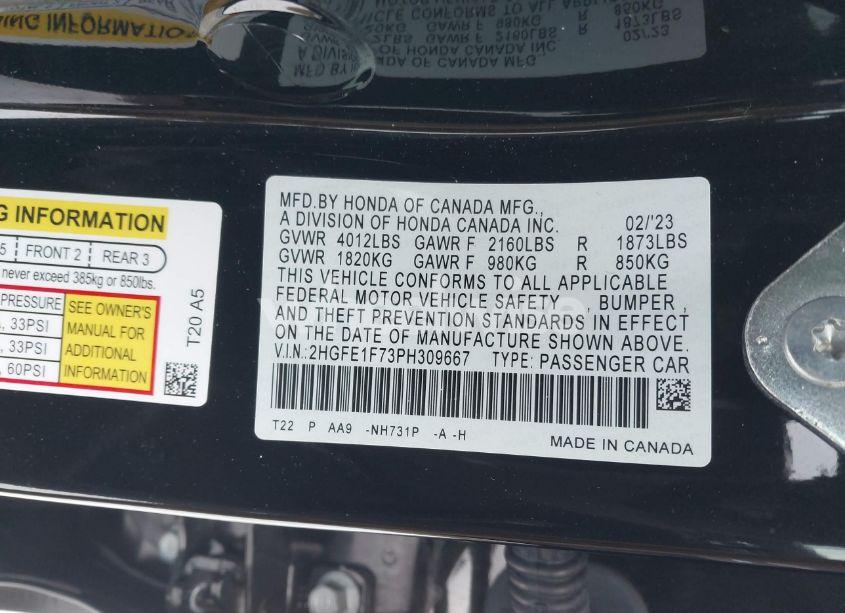 G INFORMATION
5 FRONT 2 REAR 3
never exceed 385kg or 850lbs.
PRESSURE
, 33PSI
, 33PSI
, 60PSI
SEE OWNER'S
MANUAL FOR
ADDITIONAL
INFORMATION
T20 A5
MFD.BY HONDA OF CANADA MFG.,
A DIVISION OF HONDA CANADA INC. 02/'23
GVWR 4012LBS GAWR F 2160LBS R 1873LBS
GVWR 1820KG GAWR F 980KG R 850KG
THIS VEHICLE CONFORMS TO ALL APPLICABLE
FEDERAL MOTOR VEHICLE SAFETY , BUMPER ,
AND THEFT PREVENTION STANDARDS IN EFFECT
ON THE DATE OF MANUFACTURE SHOWN ABOVE.
V.I.N.:2HGFE1F73PH309667 TYPE: PASSENGER CAR
T22 P AA9 -NH731P -A -H
MADE IN CANADA